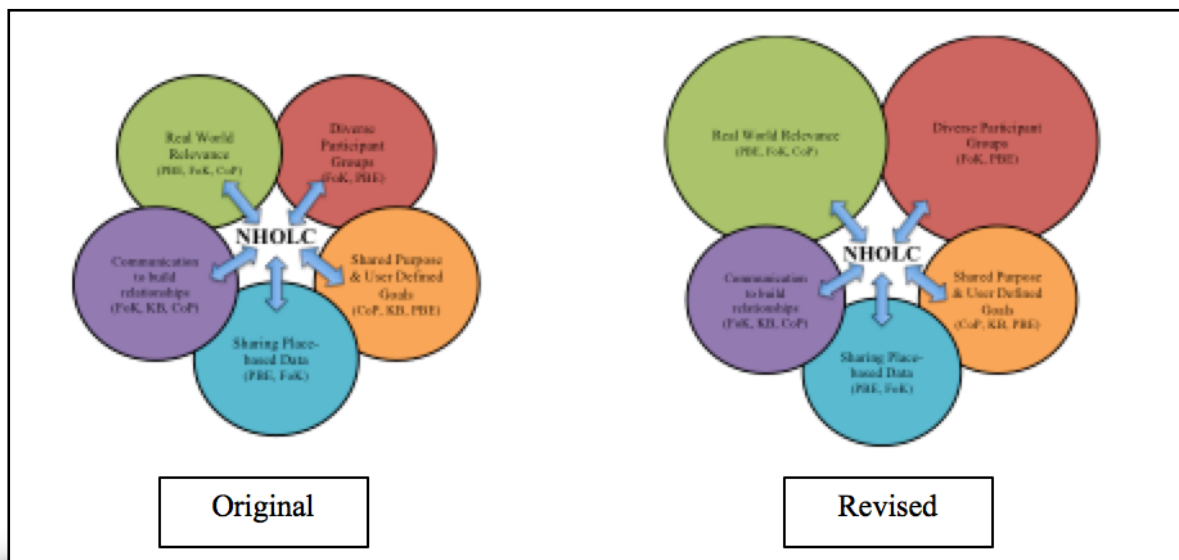 Real World
Relevance
(PBE, FoK, CoP)
Diverse
Participant
Groups
(FoK, PBE)
NHOLC
Communication
to build
relationships
(FoK, KB, CoP)
Shared Purpose
& User Defined
Goals
(CoP, KB, PBE)
Sharing Place-
based Data
(PBE, FoK)
Original
Real World Relevance
(PBE, FoK, CoP)
Diverse Participant
Groups
(FoK, PBE)
NHOLC
Communication
to build
relationships
(FoK, KB, CoP)
Shared Purpose
& User Defined
Goals
(CoP, KB, PBE)
Sharing Place-
based Data
(PBE, FoK)
Revised